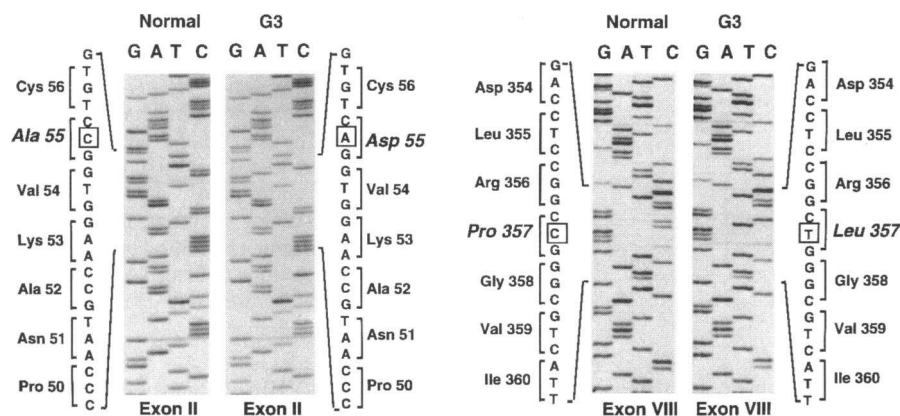 Normal G3
G A T C G A T C
G
T
G
T
C
C
G
G
T
G
G
A
A
C
C
G
T
A
A
C
C
C
Cys 56
Ala 55
Val 54
Lys 53
Ala 52
Asn 51
Pro 50
G
T
G
T
C
A
G
G
T
G
G
A
A
C
C
G
T
A
A
C
C
C
Cys 56
Asp 55
Val 54
Lys 53
Ala 52
Asn 51
Pro 50
Exon II Exon II
Normal G3
G A T C G A T C
Asp 354
Leu 355
Arg 356
Pro 357
Gly 358
Val 359
Ile 360
G
A
C
C
T
C
C
G
G
C
C
G
G
G
C
G
T
C
A
T
T
G
A
C
C
T
C
C
G
G
C
T
G
G
G
C
G
T
C
A
T
T
Asp 354
Leu 355
Arg 356
Leu 357
Gly 358
Val 359
Ile 360
Exon VIII Exon VIII